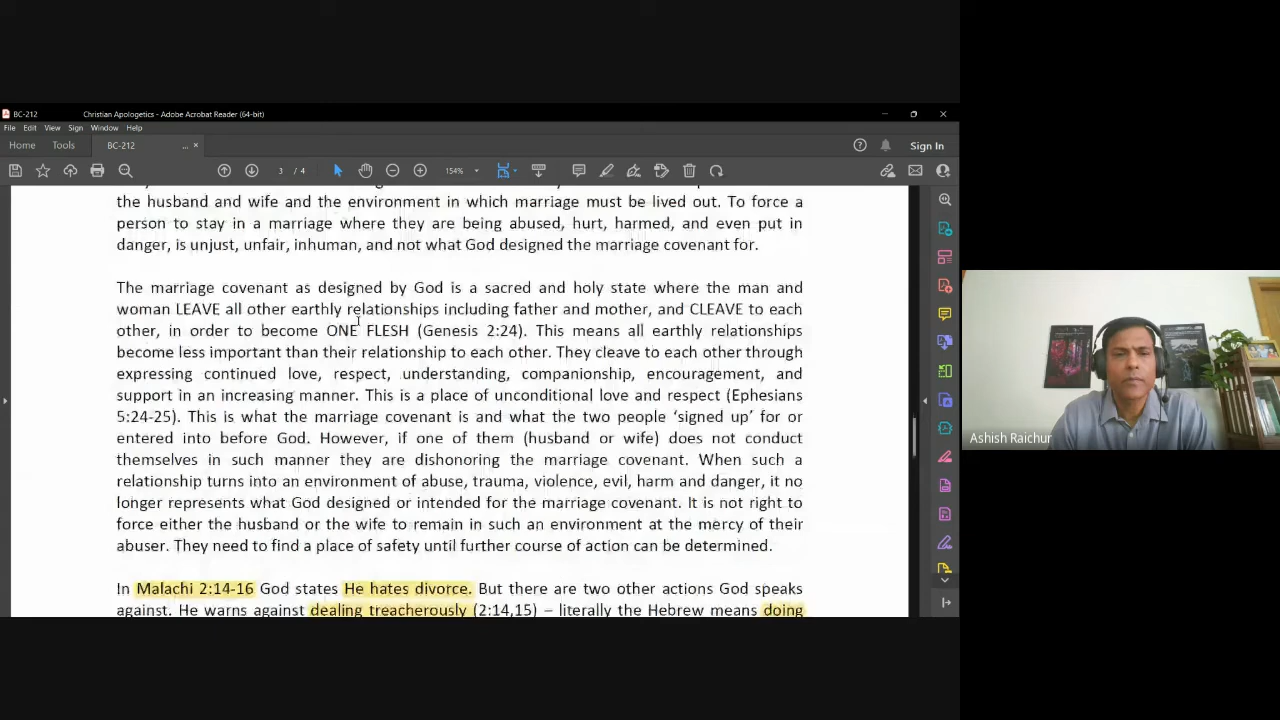 BC-212 Christian Apologetics - Adobe Acrobat Reader (64-bit)
File Edit View Sign Window Help
Home Tools BC-212 ... × Sign In
3 / 4 154%
the husband and wife and the environment in which marriage must be lived out. To force a
person to stay in a marriage where they are being abused, hurt, harmed, and even put in
danger, is unjust, unfair, inhuman, and not what God designed the marriage covenant for.
The marriage covenant as designed by God is a sacred and holy state where the man and
woman LEAVE all other earthly relationships including father and mother, and CLEAVE to each
other, in order to become ONE FLESH (Genesis 2:24). This means all earthly relationships
become less important than their relationship to each other. They cleave to each other through
expressing continued love, respect, understanding, companionship, encouragement, and
support in an increasing manner. This is a place of unconditional love and respect (Ephesians
5:24-25). This is what the marriage covenant is and what the two people ‘signed up’ for or
entered into before God. However, if one of them (husband or wife) does not conduct
themselves in such manner they are dishonoring the marriage covenant. When such a
relationship turns into an environment of abuse, trauma, violence, evil, harm and danger, it no
longer represents what God designed or intended for the marriage covenant. It is not right to
force either the husband or the wife to remain in such an environment at the mercy of their
abuser. They need to find a place of safety until further course of action can be determined.
In Malachi 2:14-16 God states He hates divorce. But there are two other actions God speaks
against. He warns against dealing treacherously (2:14,15) – literally the Hebrew means doing
Ashish Raichur